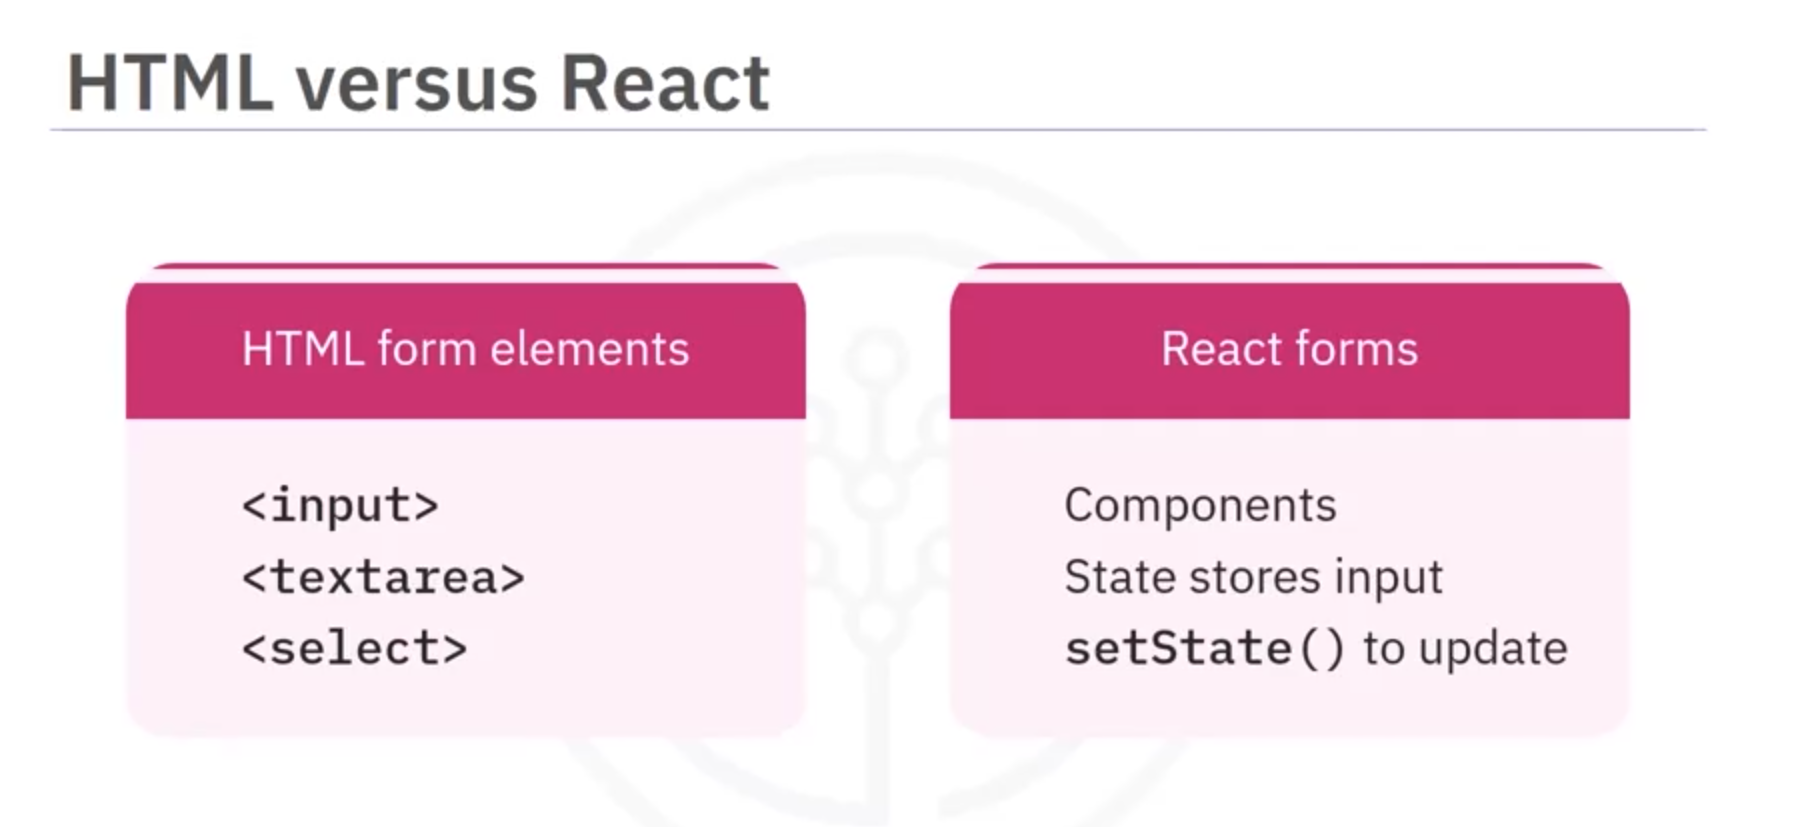 HTML versus React
HTML form elements
<input>
<textarea>
<select>
React forms
Components
State stores input
setState() to update